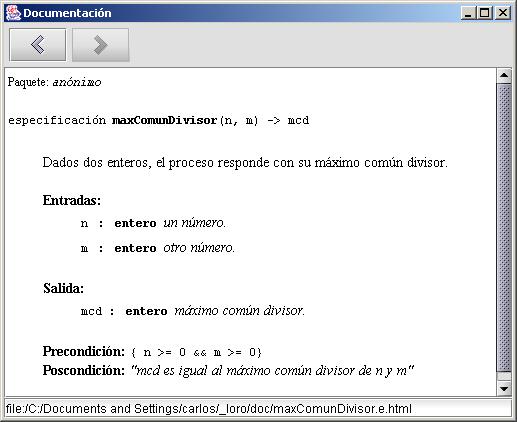 Documentación
Paquete: anónimo
especificación maxComunDivisor(n, m) -> mcd
Dados dos enteros, el proceso responde con su máximo común divisor.
Entradas:
n : entero un número.
m : entero otro número.
Salida:
mcd : entero máximo común divisor.
Precondición: { n >= 0 && m >= 0}
Poscondición: "mcd es igual al máximo común divisor de n y m"
file:/C:/Documents and Settings/carlos/_loro/doc/maxComunDivisor.e.html